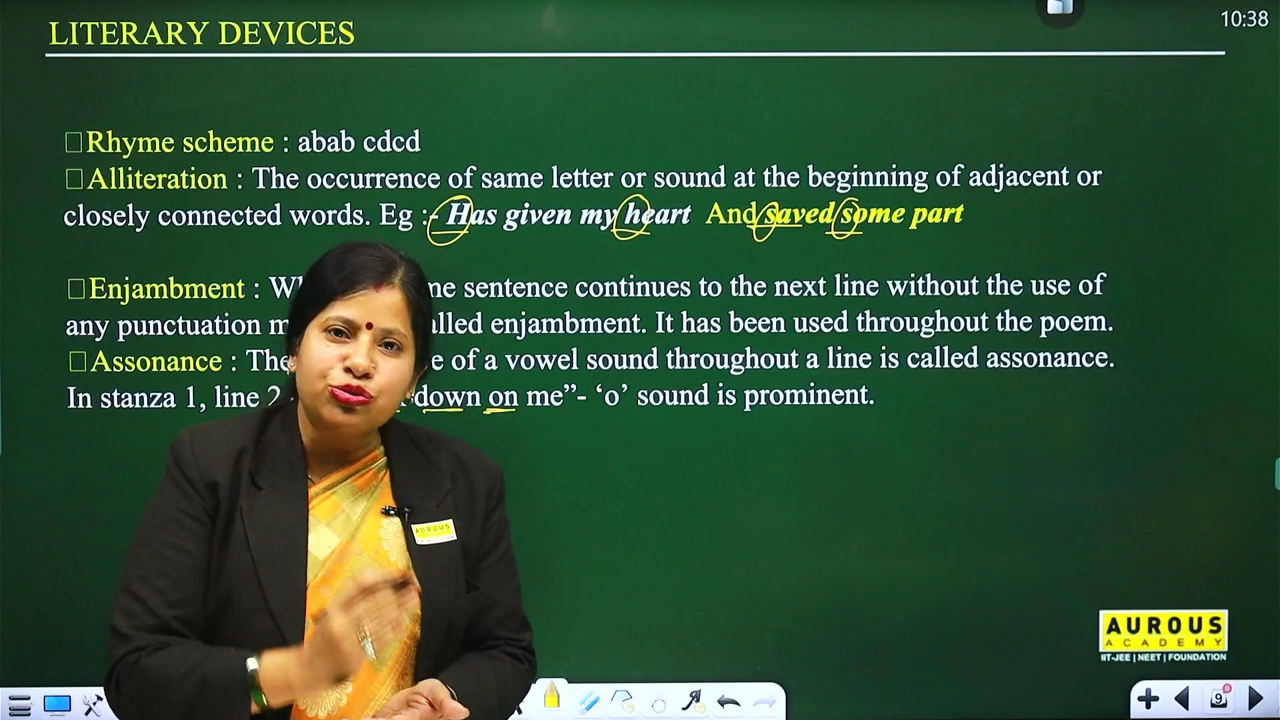 LITERARY DEVICES
10:38
Rhyme scheme : abab cdcd
Alliteration : The occurrence of same letter or sound at the beginning of adjacent or
closely connected words. Eg :- Has given my heart And saved some part
Enjambment : sentence continues to the next line without the use of
any punctuation alled enjambment. It has been used throughout the poem.
Assonance : The of a vowel sound throughout a line is called assonance.
In stanza 1, line 2 down on me”- ‘o’ sound is prominent.
AUROUS
AUROUS
ACADEMY
IIT-JEE | NEET | FOUNDATION
9